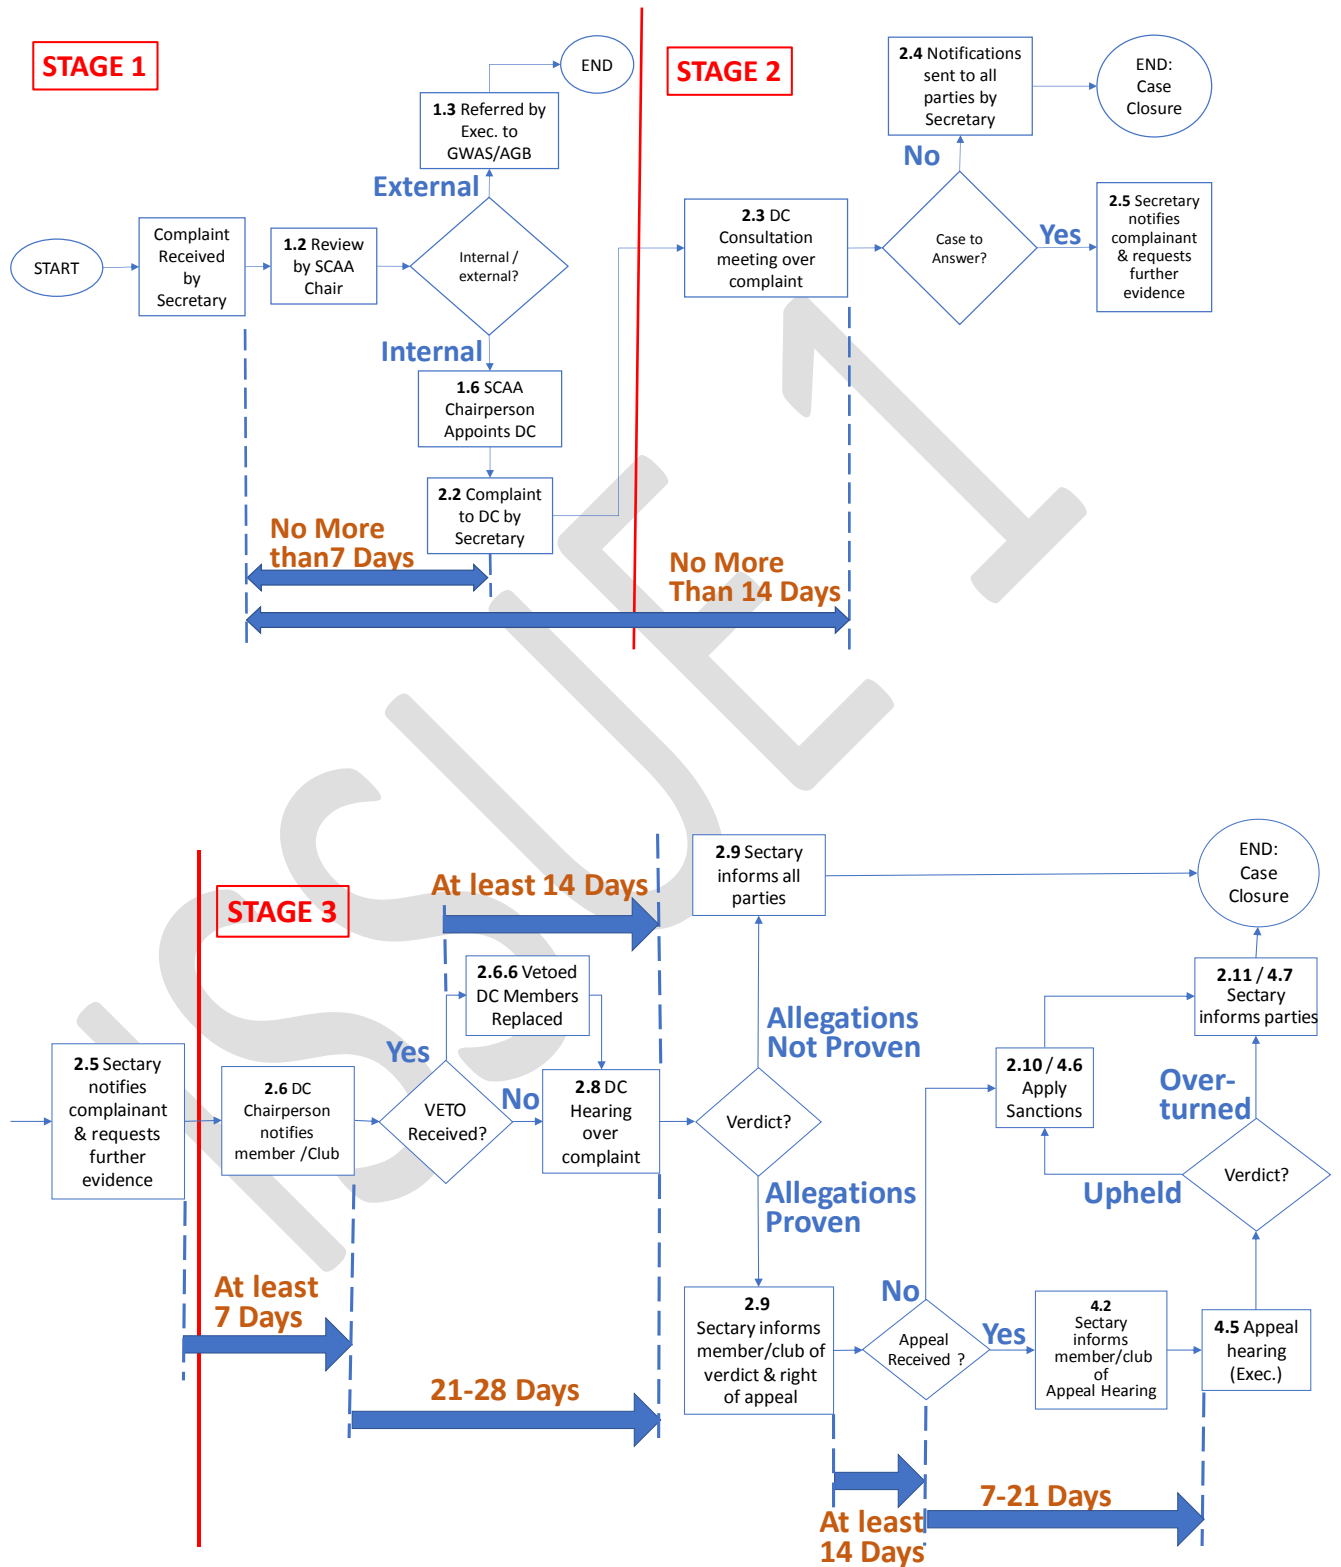 STAGE 1
END
1.3 Referred by
Exec. to
GWAS/AGB
External
START
Complaint
Received
by
Secretary
1.2 Review
by SCAA
Chair
Internal /
external?
Internal
1.6 SCAA
Chairperson
Appoints DC
2.2 Complaint
to DC by
Secretary
No More
than7 Days
STAGE 2
2.4 Notifications
sent to all
parties by
Secretary
END:
Case
Closure
No
2.3 DC
Consultation
meeting over
complaint
Case to
Answer?
Yes
2.5 Secretary
notifies
complainant
& requests
further
evidence
No More
Than 14 Days
ISSUE 1
STAGE 3
At least 14 Days
2.9 Sectary
informs all
parties
END:
Case
Closure
2.6.6 Vetoed
DC Members
Replaced
2.11 / 4.7
Sectary
informs parties
Allegations
Not Proven
Yes
2.5 Sectary
notifies
complainant
& requests
further
evidence
2.6 DC
Chairperson
notifies
member /Club
VETO
Received?
No
2.8 DC
Hearing
over
complaint
Verdict?
2.10 / 4.6
Apply
Sanctions
Over-
turned
Allegations
Proven
Upheld
Verdict?
At least
7 Days
21-28 Days
2.9
Sectary informs
member/club of
verdict & right
of appeal
No
Appeal
Received ?
Yes
4.2
Sectary
informs
member/club
of
Appeal Hearing
4.5 Appeal
hearing
(Exec.)
At least
14 Days
7-21 Days